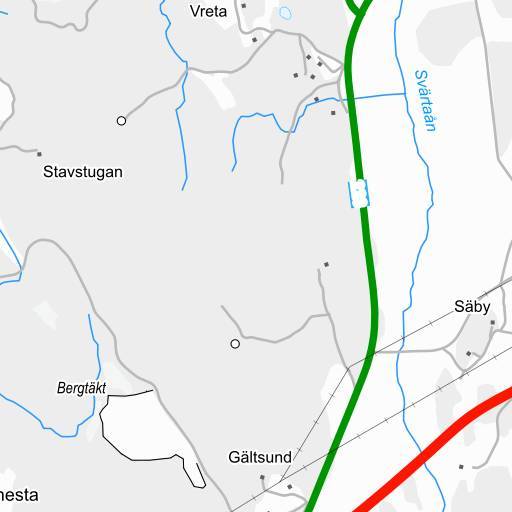 Vreta
Svärtaån
Stavstugan
Säby
Bergtäkt
Gältsund
nesta